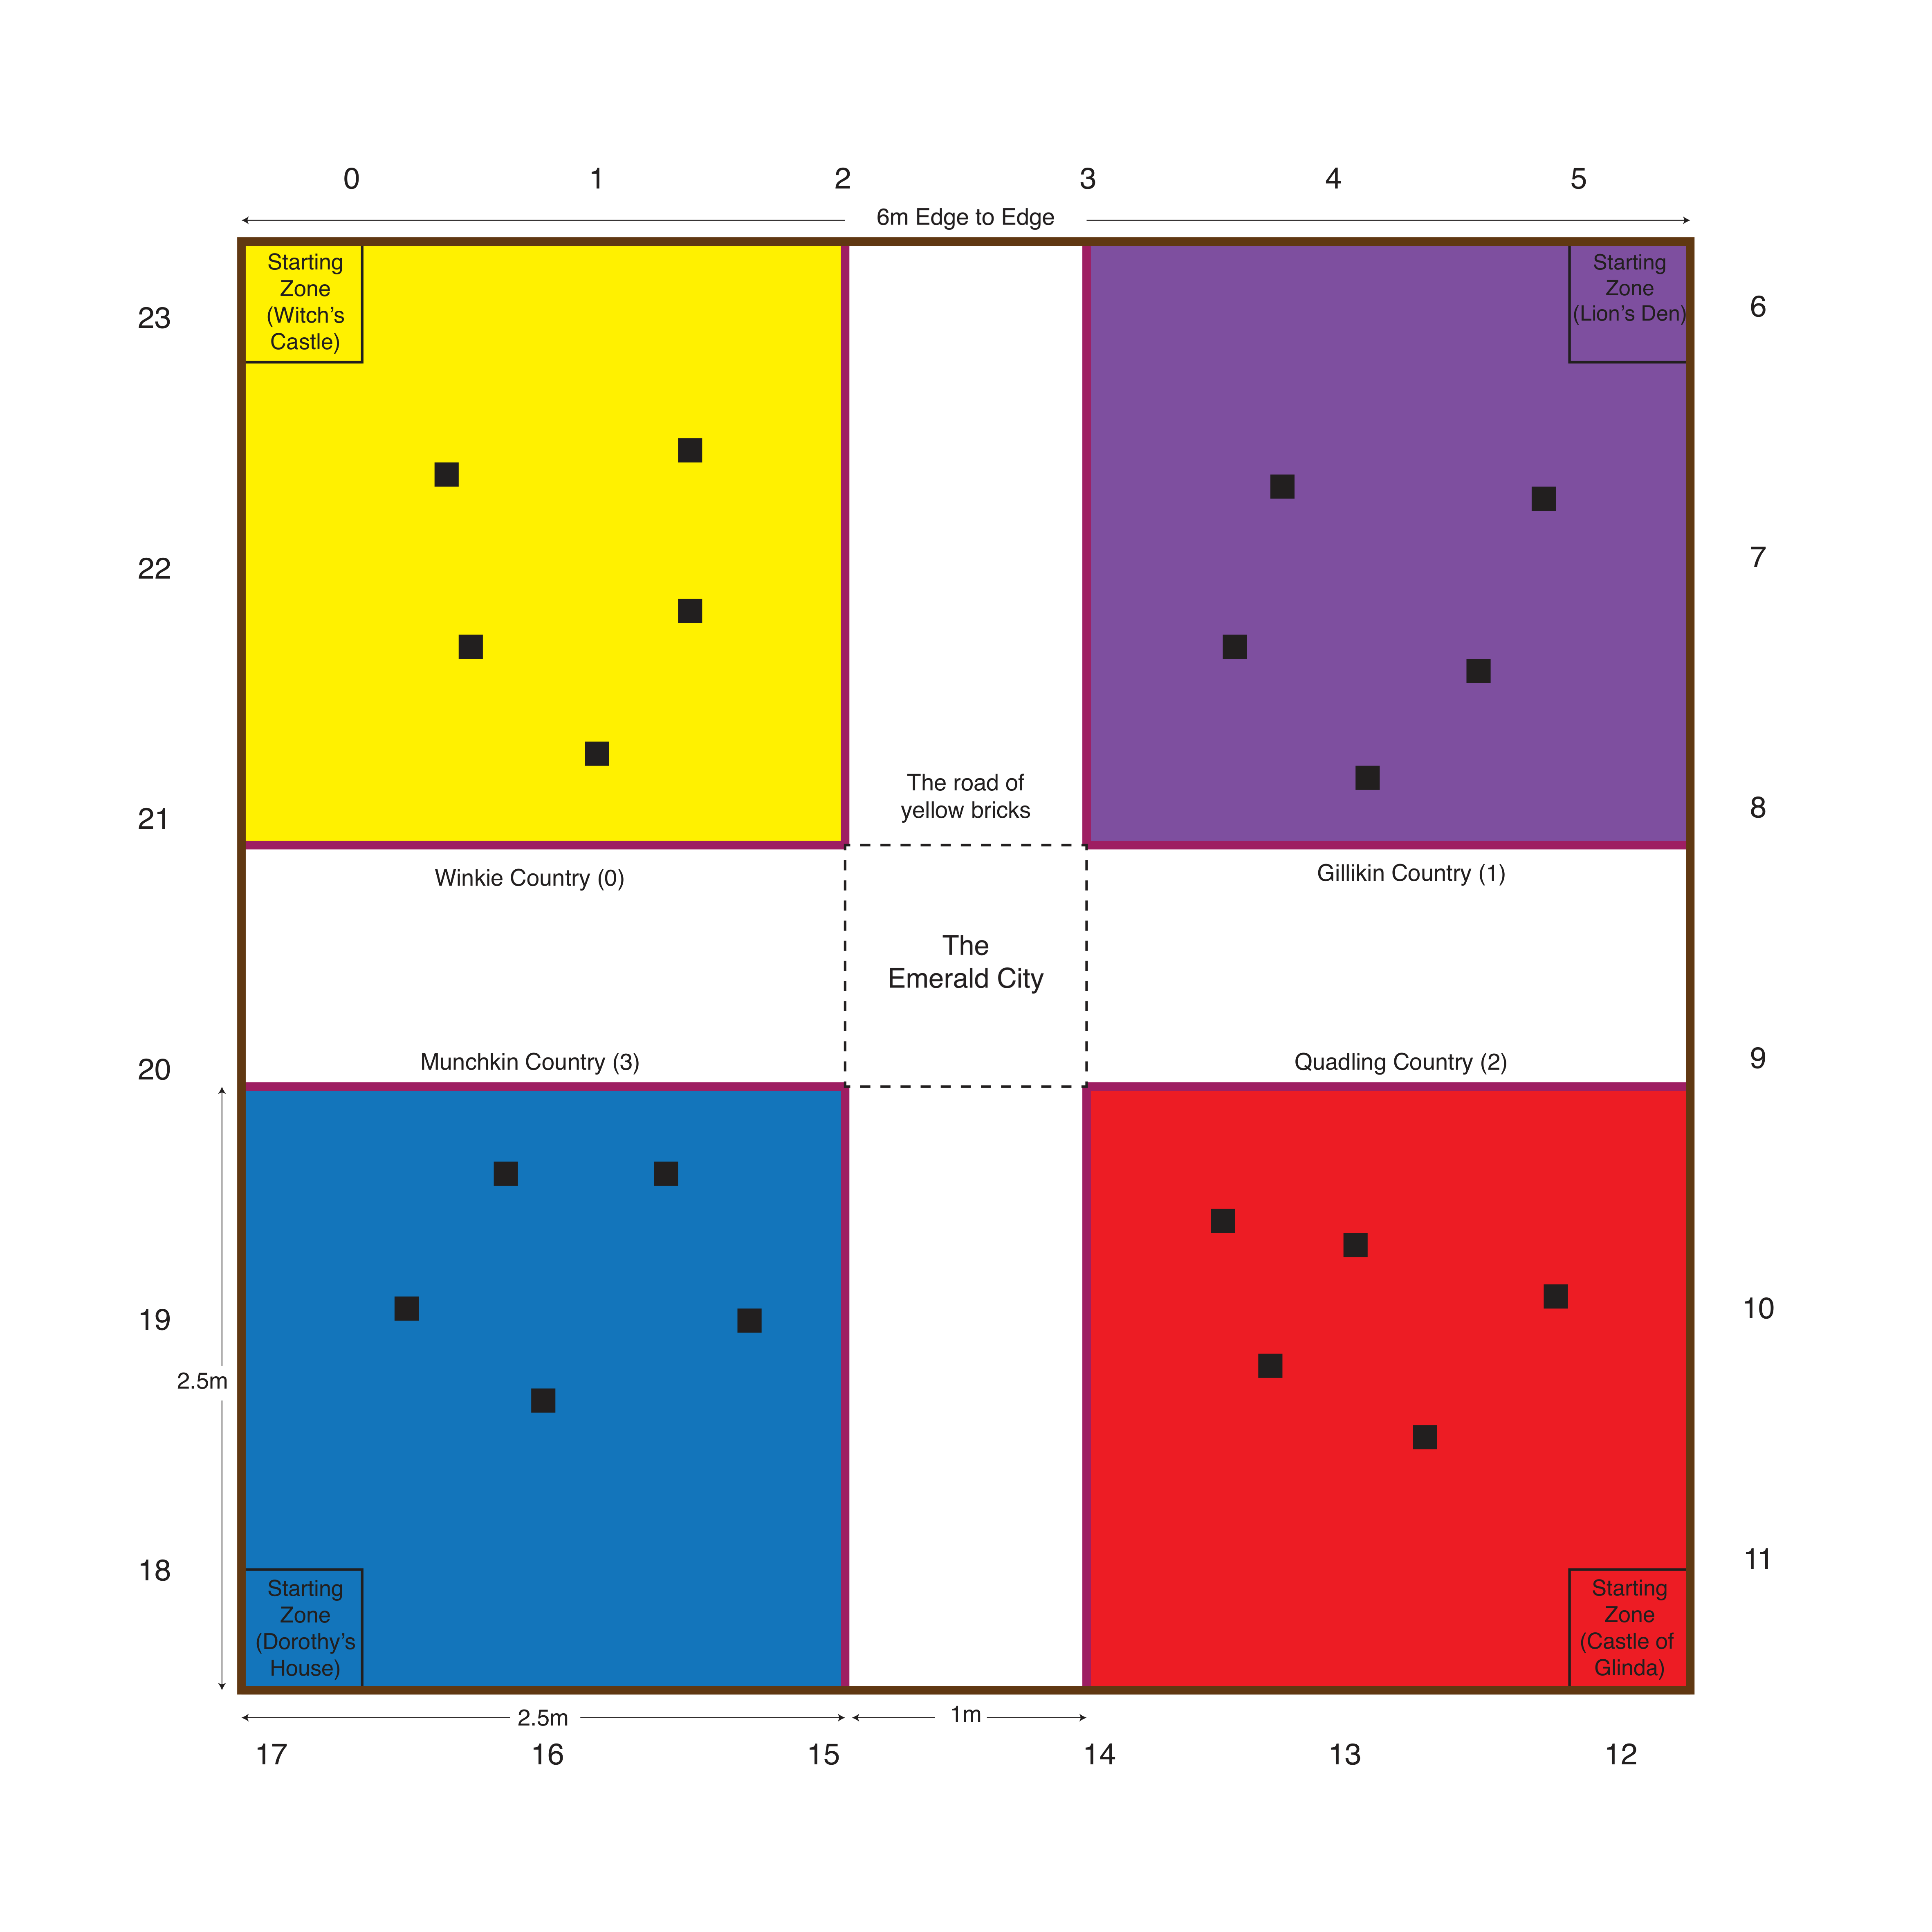 0
1
2
3
4
5
6m Edge to Edge
Starting
Zone
(Witch's
Castle)
Starting
Zone
(Lion's Den)
23
6
22
7
21
8
The road of
yellow bricks
Winkie Country (0)
Gillikin Country (1)
The
Emerald City
Munchkin Country (3)
Quadling Country (2)
20
9
19
10
2.5m
18
11
Starting
Zone
(Dorothy's
House)
Starting
Zone
(Castle of
Glinda)
2.5m
1m
17
16
15
14
13
12